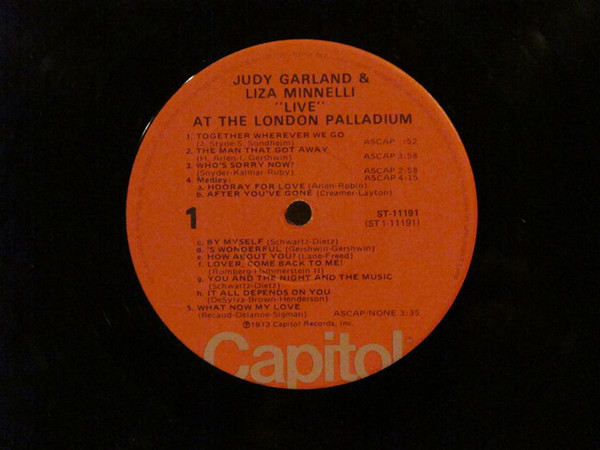 JUDY GARLAND &
LIZA MINNELLI
"LIVE"
AT THE LONDON PALLADIUM
1. TOGETHER WHEREVER WE GO
(J. Styne-S. Sondheim) ASCAP :52
2. THE MAN THAT GOT AWAY
(H. Arlen-I. Gershwin) ASCAP 3:58
3. WHO'S SORRY NOW?
(Snyder-Kalmar-Ruby) ASCAP 2:58
4. Medley: ASCAP 4:15
a. HOORAY FOR LOVE (Arlen-Robin)
b. AFTER YOU'VE GONE (Creamer-Layton)
1
ST-11191
(ST 1-11191)
c. BY MYSELF (Schwartz-Dietz)
d. 'S WONDERFUL (Gershwin-Gershwin)
e. HOW ABOUT YOU? (Lane-Freed)
f. LOVER, COME BACK TO ME!
(Romberg-Hammerstein II)
g. YOU AND THE NIGHT AND THE MUSIC
(Schwartz-Dietz)
h. IT ALL DEPENDS ON YOU
(DeSylva-Brown-Henderson)
5. WHAT NOW MY LOVE
(Becaud-Delanoe-Sigman) ASCAP/NONE 3:35
℗1973 Capitol Records, Inc.
Capitol